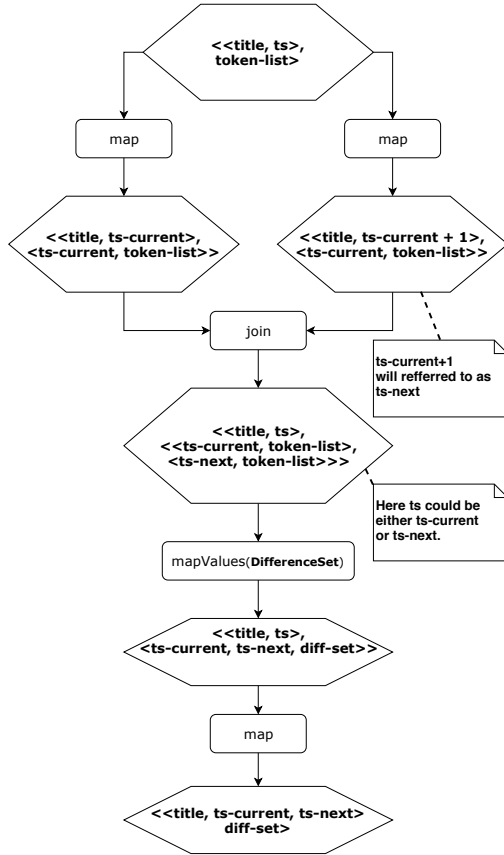 <<title, ts>,
token-list>
map
map
<<title, ts-current>,
<ts-current, token-list>>
<<title, ts-current + 1>,
<ts-current, token-list>>
join
ts-current+1
will refferred to as
ts-next
<<title, ts>,
<<ts-current, token-list>,
<ts-next, token-list>>>
Here ts could be
either ts-current
or ts-next.
mapValues(DifferenceSet)
<<title, ts>,
<ts-current, ts-next, diff-set>>
map
<<title, ts-current, ts-next>
diff-set>